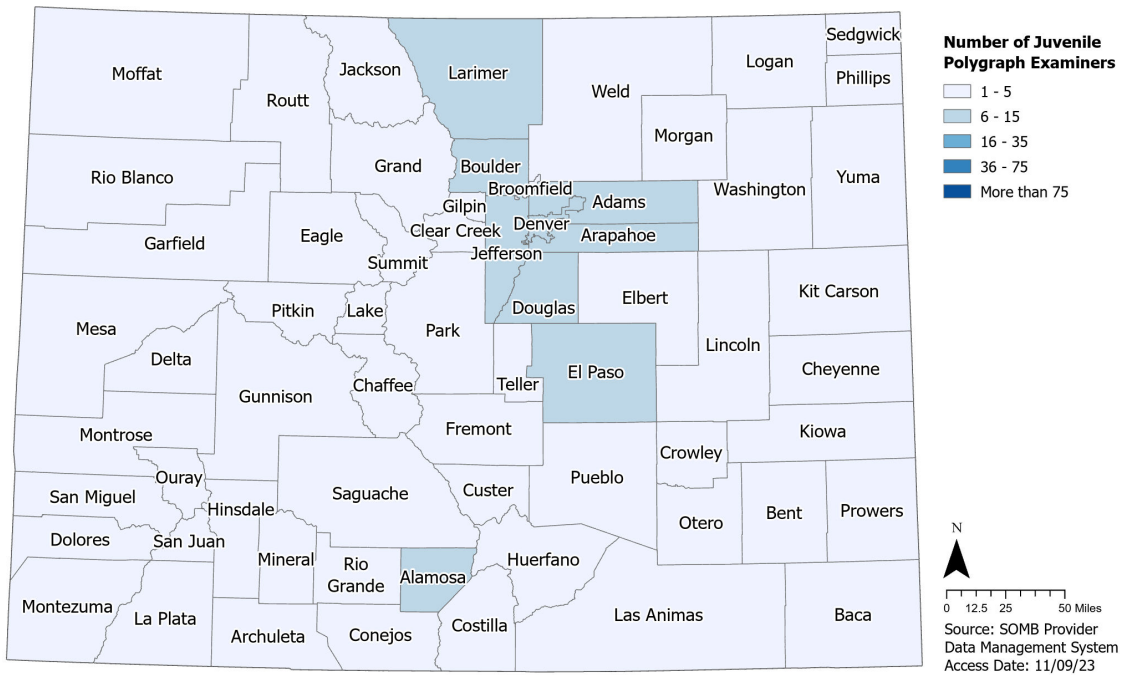 Moffat
Routt
Jackson
Larimer
Weld
Logan
Sedgwick
Phillips
Morgan
Rio Blanco
Grand
Boulder
Broomfield
Adams
Washington
Yuma
Gilpin
Clear Creek
Denver
Arapahoe
Garfield
Eagle
Summit
Jefferson
Mesa
Pitkin
Lake
Park
Douglas
Elbert
Kit Carson
Lincoln
Delta
Gunnison
Chaffee
Teller
El Paso
Cheyenne
Montrose
Fremont
Crowley
Kiowa
Ouray
San Miguel
Hinsdale
Saguache
Custer
Pueblo
Otero
Bent
Prowers
Dolores
San Juan
Mineral
Rio
Grande
Alamosa
Huerfano
Montezuma
La Plata
Archuleta
Conejos
Costilla
Las Animas
Baca
Number of Juvenile
Polygraph Examiners
1 - 5
6 - 15
16 - 35
36 - 75
More than 75
N
0 12.5 25 50 Miles
Source: SOMB Provider
Data Management System
Access Date: 11/09/23